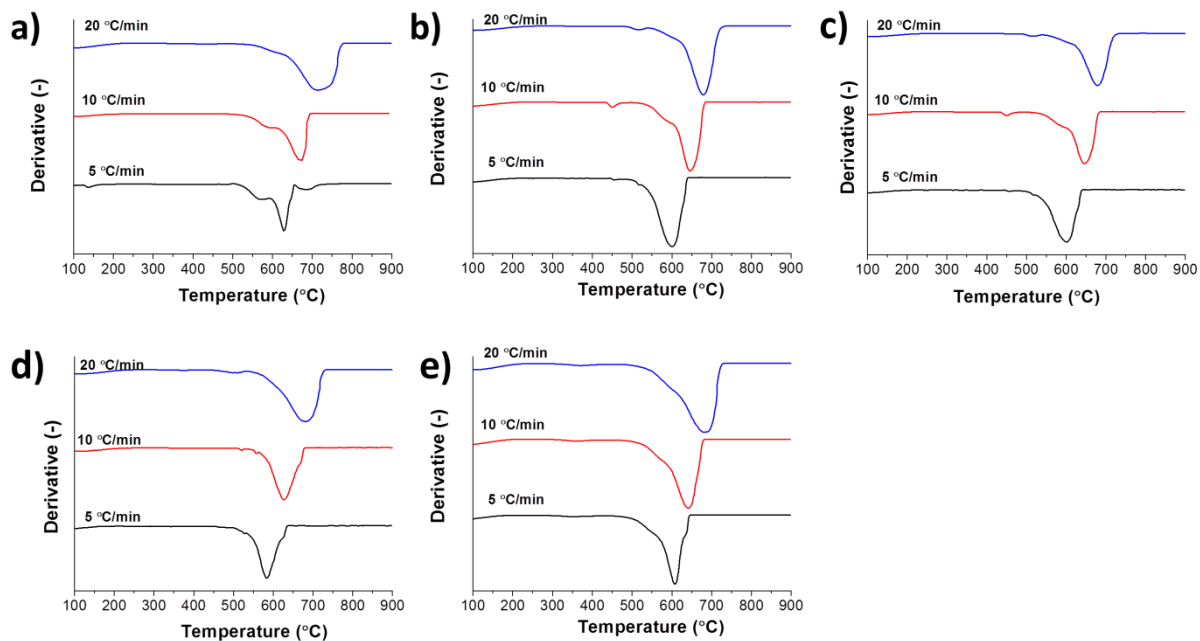 a)
20 °C/min
10 °C/min
5 °C/min
Derivative (-)
100 200 300 400 500 600 700 800 900
Temperature (°C)
b)
20 °C/min
10 °C/min
5 °C/min
Derivative (-)
100 200 300 400 500 600 700 800 900
Temperature (°C)
c)
20 °C/min
10 °C/min
5 °C/min
Derivative (-)
100 200 300 400 500 600 700 800 900
Temperature (°C)
d)
20 °C/min
10 °C/min
5 °C/min
Derivative (-)
100 200 300 400 500 600 700 800 900
Temperature (°C)
e)
20 °C/min
10 °C/min
5 °C/min
Derivative (-)
100 200 300 400 500 600 700 800 900
Temperature (°C)